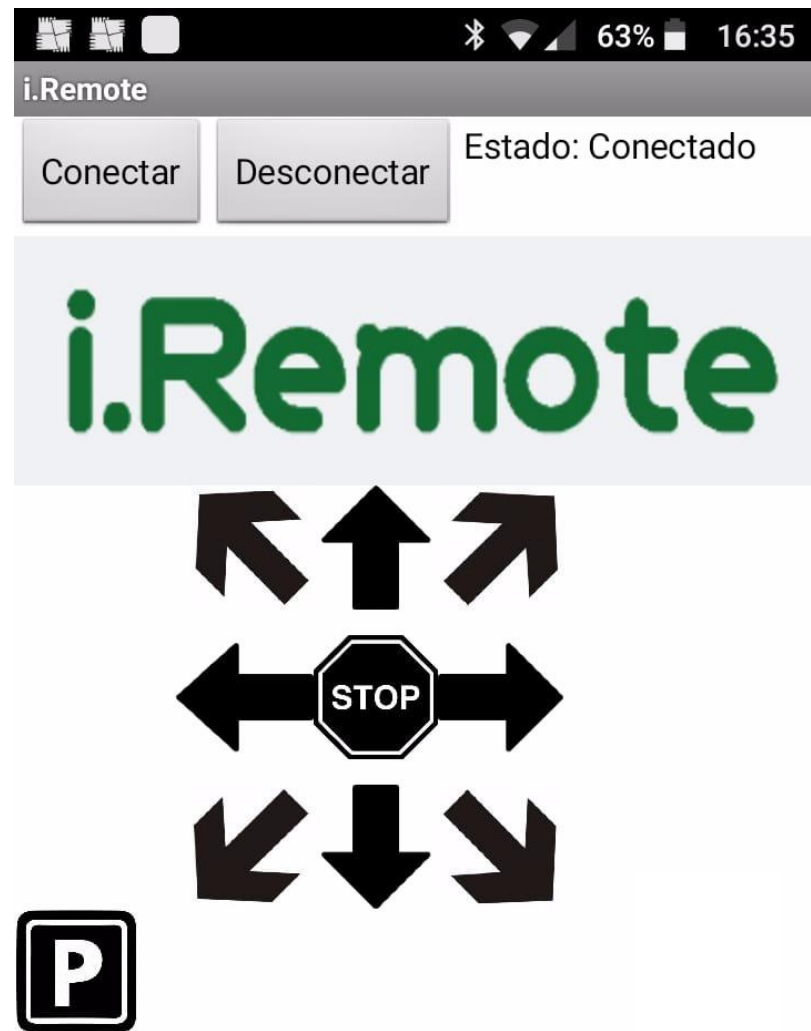 63% 16:35
i.Remote
Conectar Desconectar Estado: Conectado
i.Remote
STOP
P